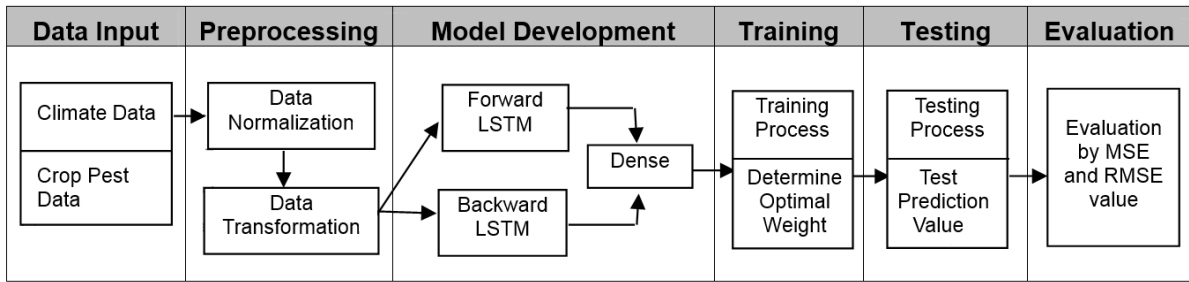 Data Input
Preprocessing
Model Development
Training
Testing
Evaluation
Climate Data
Crop Pest
Data
Data
Normalization
Data
Transformation
Forward
LSTM
Backward
LSTM
Dense
Training
Process
Determine
Optimal
Weight
Testing
Process
Test
Prediction
Value
Evaluation
by MSE
and RMSE
value